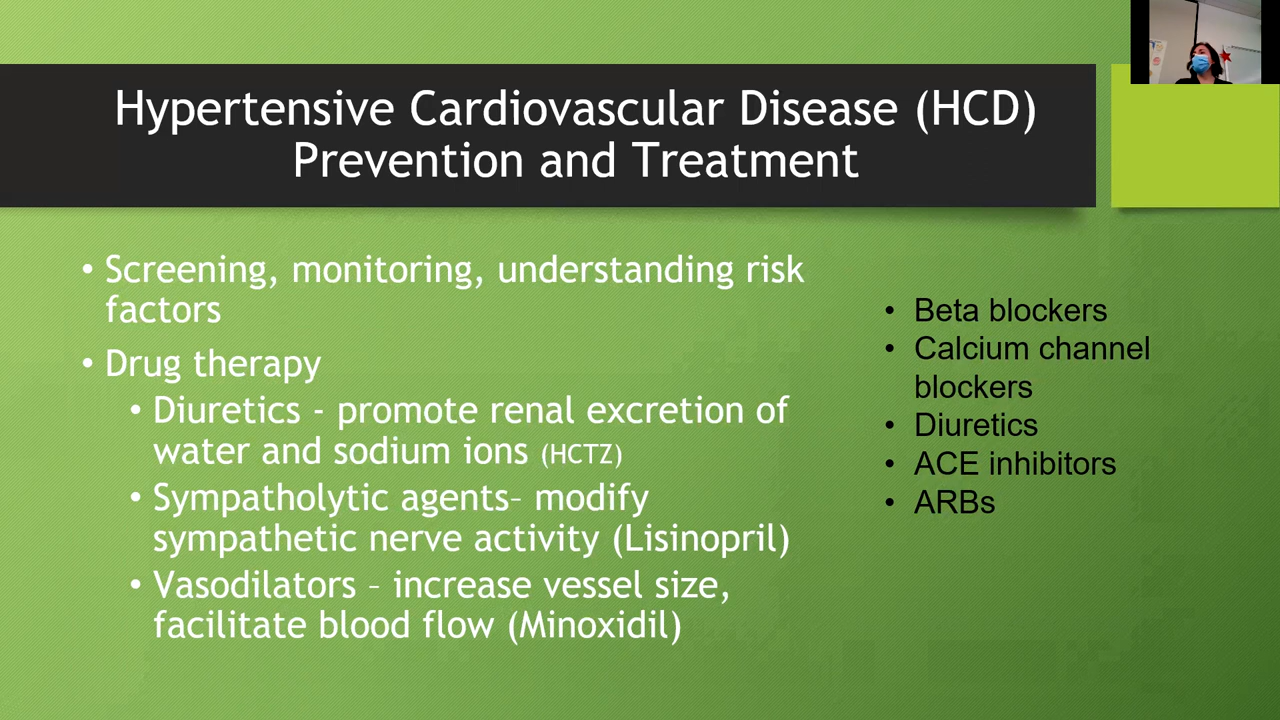 Hypertensive Cardiovascular Disease (HCD)
Prevention and Treatment
• Screening, monitoring, understanding risk
factors
• Drug therapy
• Diuretics - promote renal excretion of
water and sodium ions (HCTZ)
• Sympatholytic agents– modify
sympathetic nerve activity (Lisinopril)
• Vasodilators – increase vessel size,
facilitate blood flow (Minoxidil)
• Beta blockers
• Calcium channel
blockers
• Diuretics
• ACE inhibitors
• ARBs